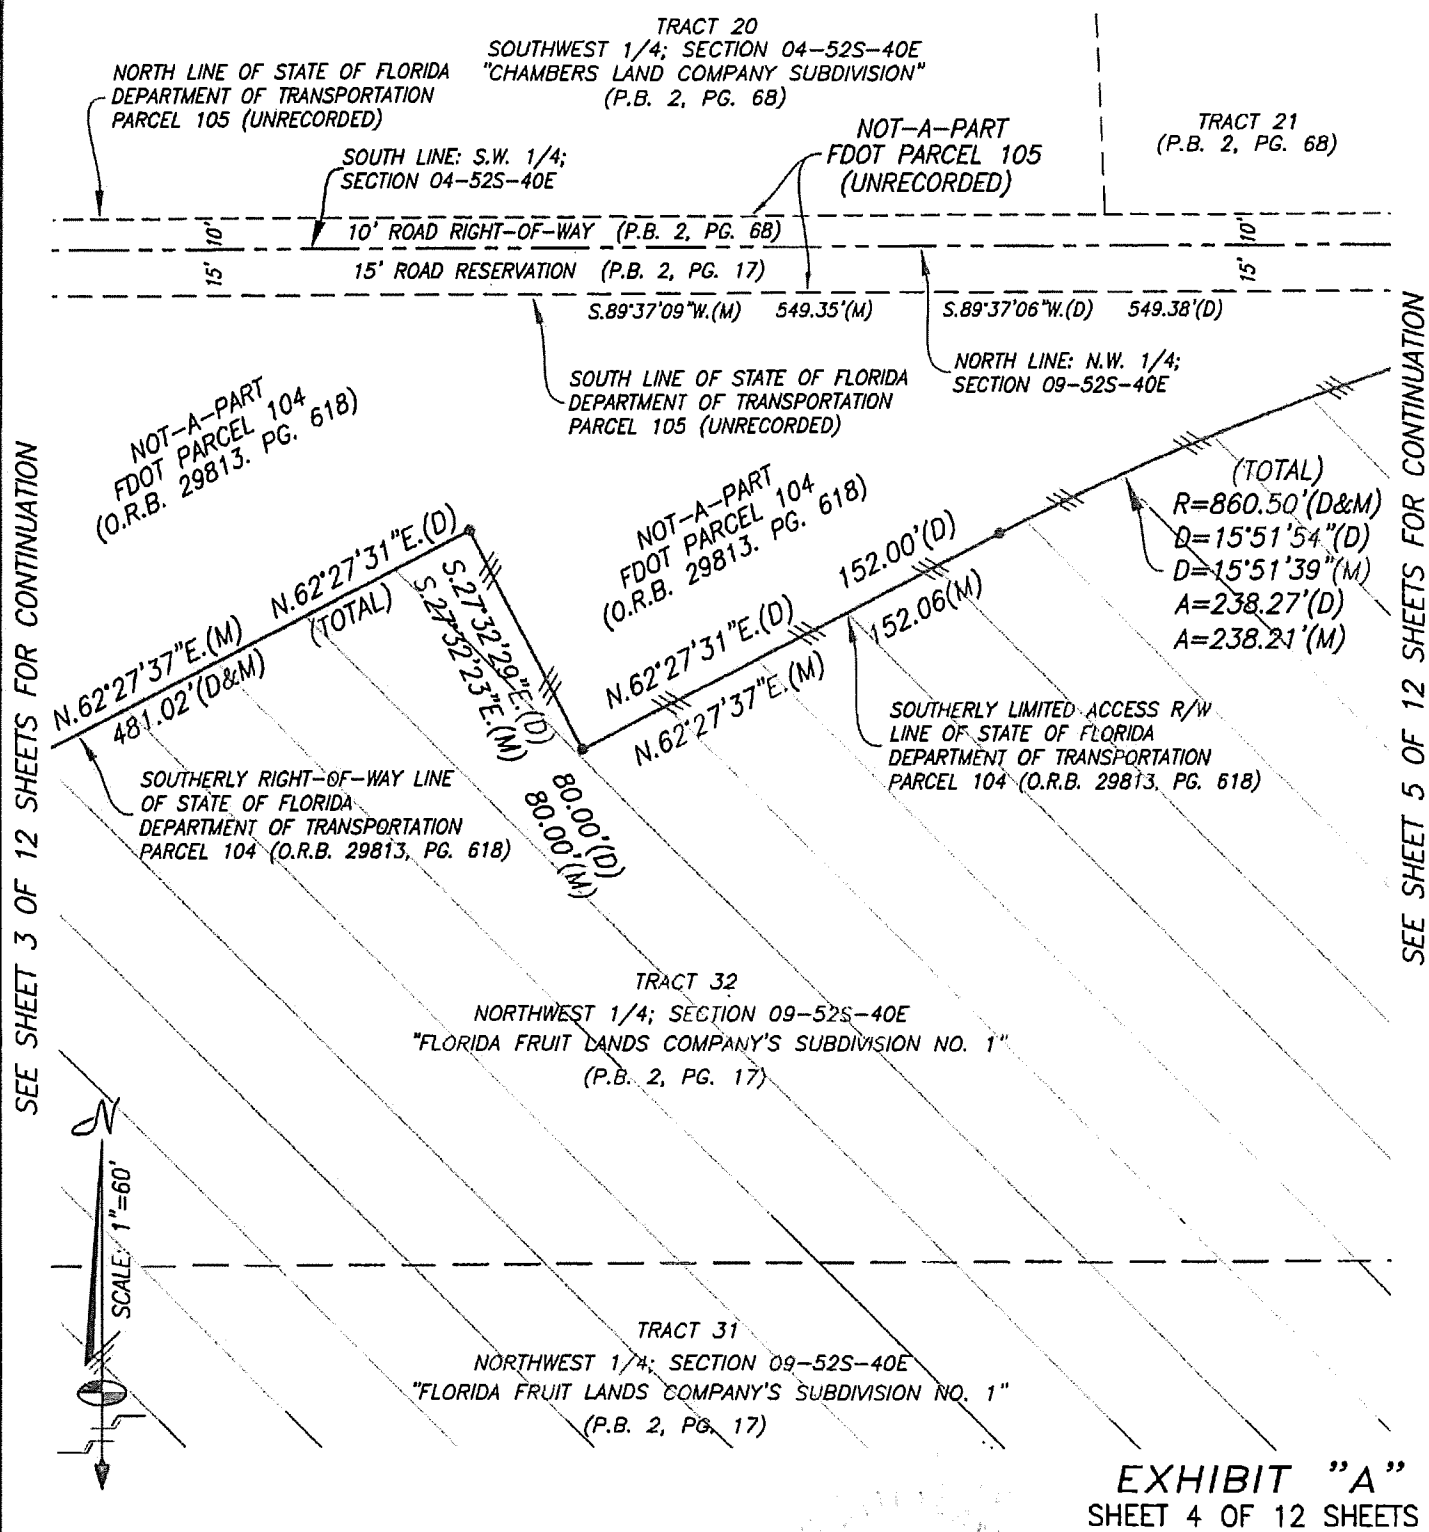 TRACT 20
SOUTHWEST 1/4; SECTION 04-52S-40E
"CHAMBERS LAND COMPANY SUBDIVISION"
(P.B. 2, PG. 68)
NORTH LINE OF STATE OF FLORIDA
DEPARTMENT OF TRANSPORTATION
PARCEL 105 (UNRECORDED)
SOUTH LINE: S.W. 1/4;
SECTION 04-52S-40E
NOT-A-PART
FDOT PARCEL 105
(UNRECORDED)
TRACT 21
(P.B. 2, PG. 68)
10'
10' ROAD RIGHT-OF-WAY (P.B. 2, PG. 68)
10'
15'
15' ROAD RESERVATION (P.B. 2, PG. 17)
15'
S.89°37'09"W.(M) 549.35'(M) S.89°37'06"W.(D) 549.38'(D)
SOUTH LINE OF STATE OF FLORIDA
DEPARTMENT OF TRANSPORTATION
PARCEL 105 (UNRECORDED)
NORTH LINE: N.W. 1/4;
SECTION 09-52S-40E
NOT-A-PART
FDOT PARCEL 104
(O.R.B. 29813. PG. 618)
NOT-A-PART
FDOT PARCEL 104
(O.R.B. 29813. PG. 618)
(TOTAL)
R=860.50'(D&M)
D=15°51'54"(D)
D=15°51'39"(M)
A=238.27'(D)
A=238.21'(M)
N.62°27'37"E.(M)
N.62°27'31"E.(D)
481.02'(D&M)
(TOTAL)
S.27°32'29"E.(D)
S.27°32'23"E.(M)
80.00'(D)
80.00'(M)
N.62°27'31"E.(D)
152.00'(D)
N.62°27'37"E.(M)
152.06(M)
SOUTHERLY RIGHT-OF-WAY LINE
OF STATE OF FLORIDA
DEPARTMENT OF TRANSPORTATION
PARCEL 104 (O.R.B. 29813, PG. 618)
SOUTHERLY LIMITED ACCESS R/W
LINE OF STATE OF FLORIDA
DEPARTMENT OF TRANSPORTATION
PARCEL 104 (O.R.B. 29813, PG. 618)
SEE SHEET 3 OF 12 SHEETS FOR CONTINUATION
SEE SHEET 5 OF 12 SHEETS FOR CONTINUATION
TRACT 32
NORTHWEST 1/4; SECTION 09-52S-40E
"FLORIDA FRUIT LANDS COMPANY'S SUBDIVISION NO. 1"
(P.B. 2, PG. 17)
N
SCALE: 1"=60'
TRACT 31
NORTHWEST 1/4; SECTION 09-52S-40E
"FLORIDA FRUIT LANDS COMPANY'S SUBDIVISION NO. 1"
(P.B. 2, PG. 17)
EXHIBIT "A"
SHEET 4 OF 12 SHEETS